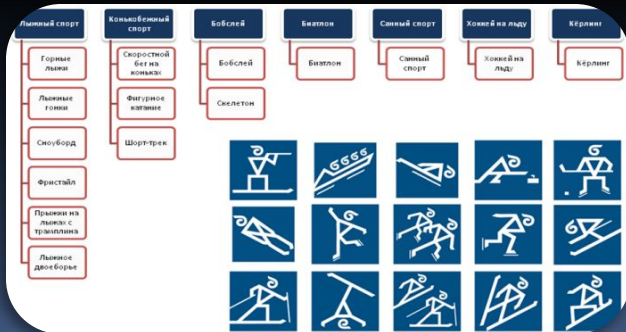 Лыжный спорт
Конькобежный
спорт
Бобслей
Биатлон
Санный спорт
Хоккей на льду
Кёрлинг
Горные
лыжи
Лыжные
гонки
Сноуборд
Фристайл
Прыжки на
лыжах с
трамплина
Лыжное
двоеборье
Скоростной
бег на
коньках
Фигурное
катание
Шорт-трек
Бобслей
Скелетон
Биатлон
Санный
спорт
Хоккей на
льду
Кёрлинг